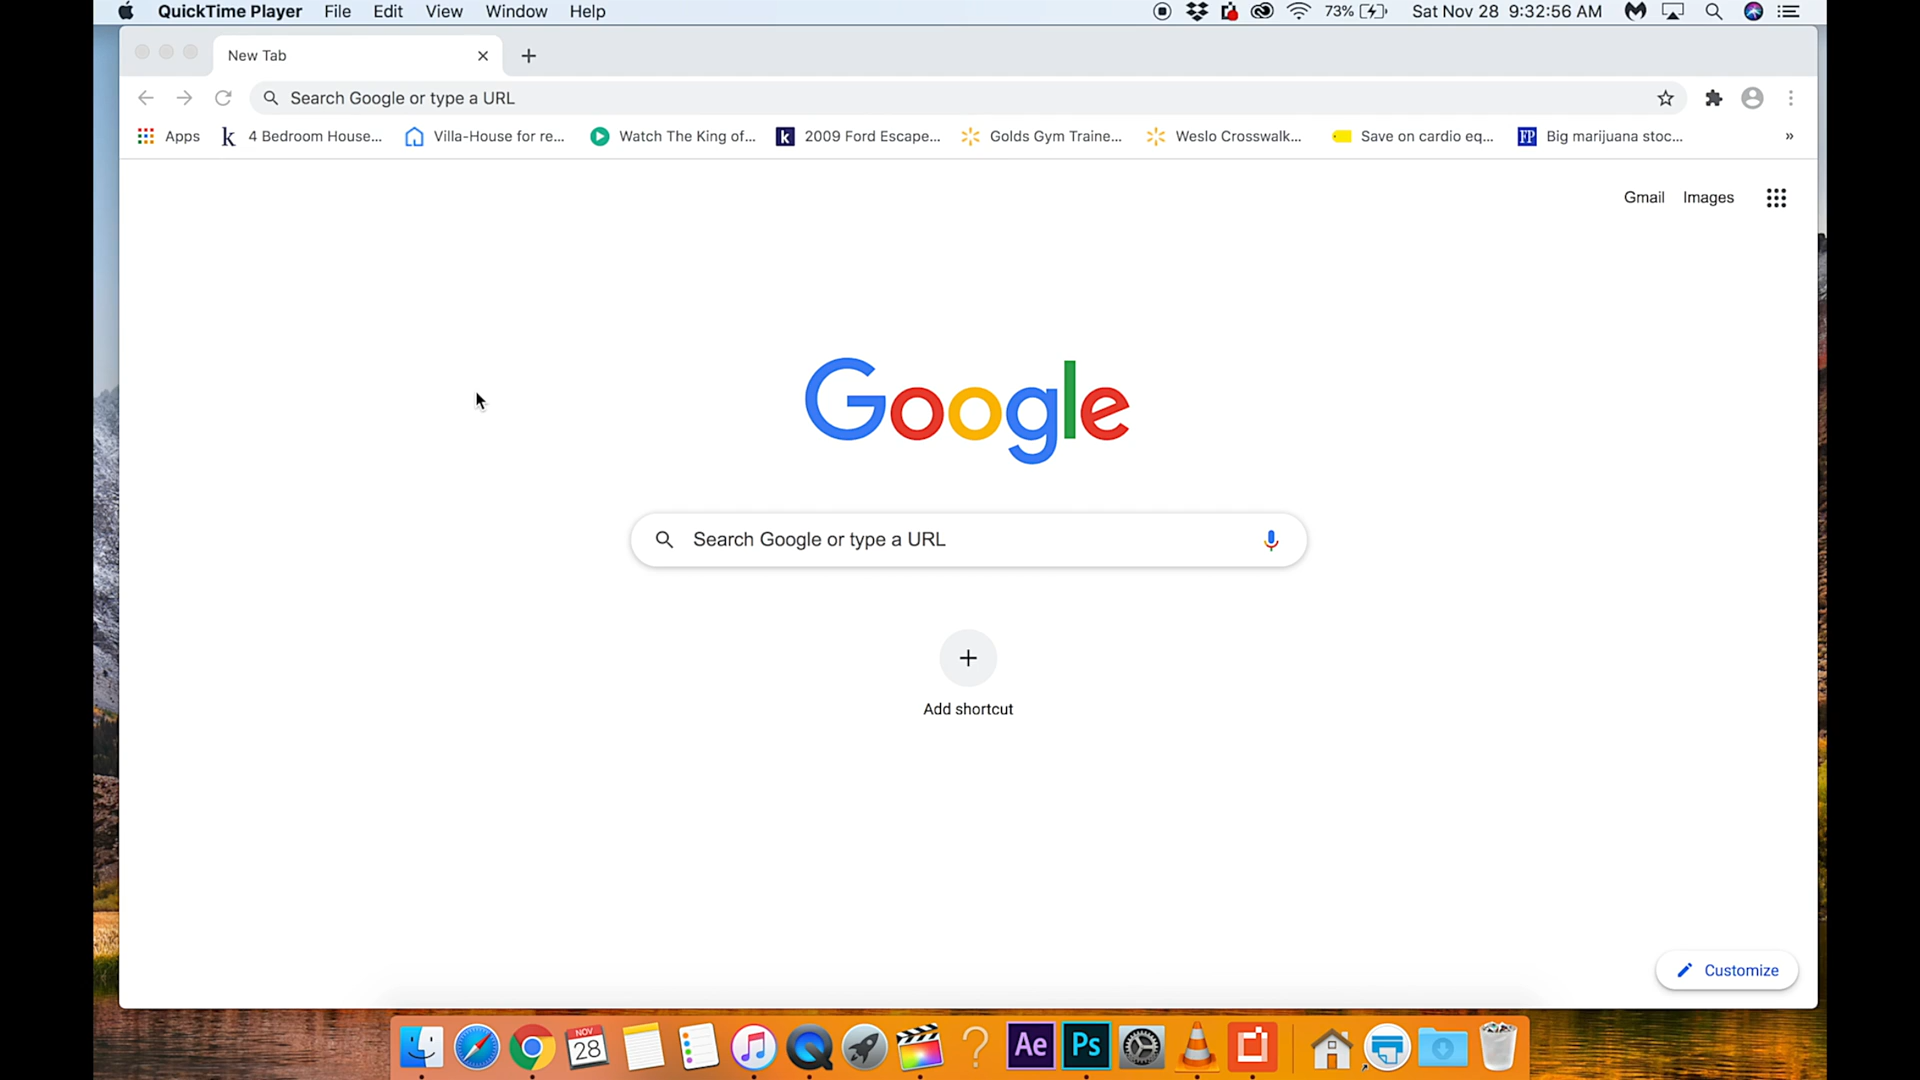 QuickTime Player File Edit View Window Help 73% Sat Nov 28 9:32:56 AM
New Tab
Search Google or type a URL
Apps k 4 Bedroom House... Villa-House for re... Watch The King of... k 2009 Ford Escape... Golds Gym Traine... Weslo Crosswalk... Save on cardio eq... FP Big marijuana stoc... »
Gmail Images
Google
Search Google or type a URL
Add shortcut
Customize
NOV
28
Ae Ps